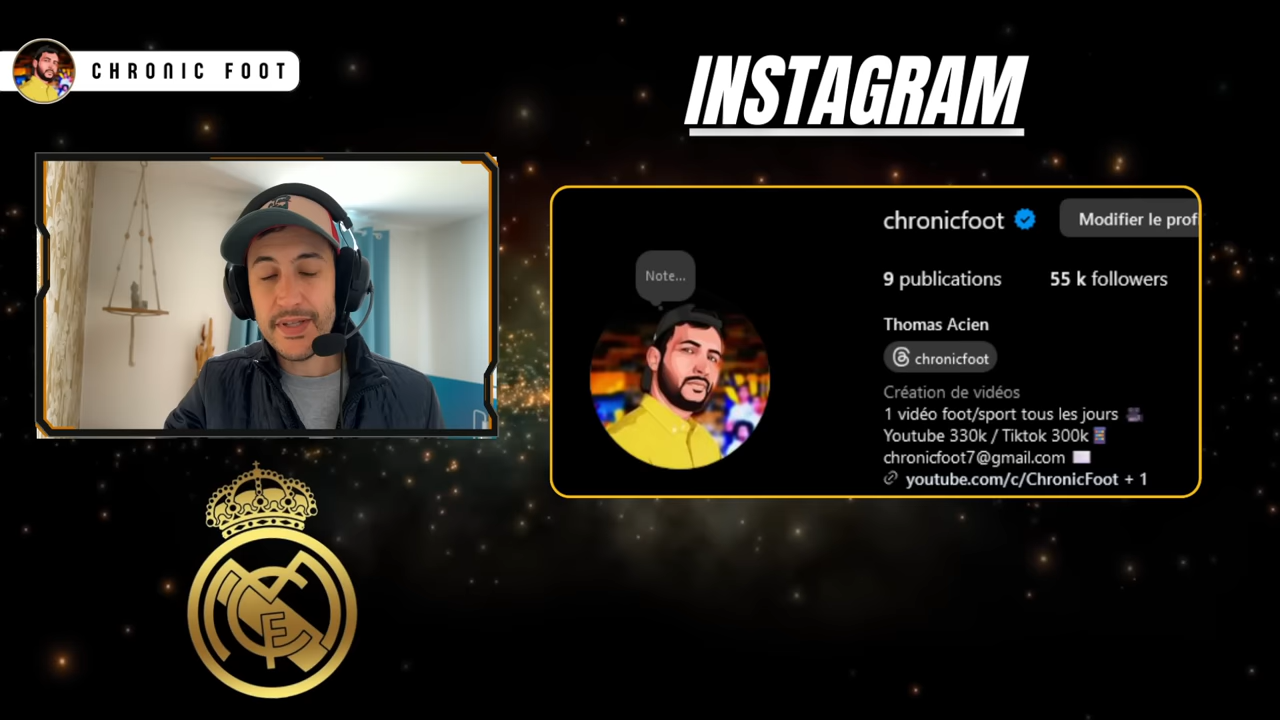 CHRONIC FOOT
INSTAGRAM
chronicfoot
Modifier le prof
Note...
9 publications
55 k followers
Thomas Acien
chronicfoot
Création de vidéos
1 vidéo foot/sport tous les jours
Youtube 330k / Tiktok 300k
chronicfoot7@gmail.com
youtube.com/c/ChronicFoot + 1